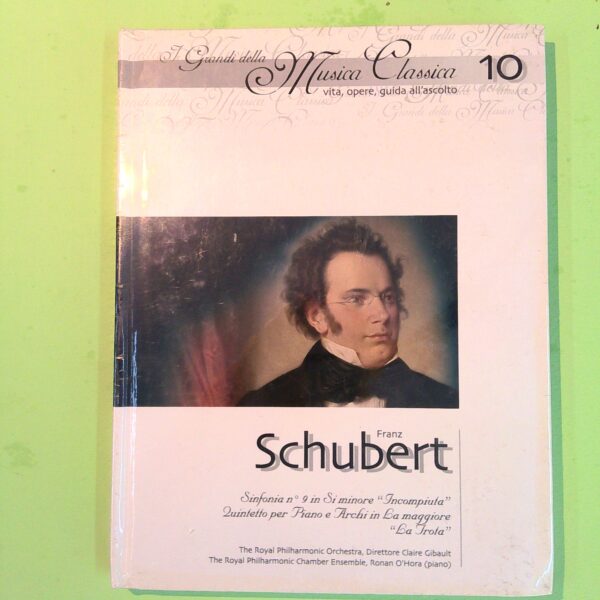 I Grandi della
Musica Classica 10
vita, opere, guida all'ascolto
Franz
Schubert
Sinfonia n° 9 in Si minore "Incompiuta"
Quintetto per Piano e Archi in La maggiore
"La Trota"
The Royal Philharmonic Orchestra, Direttore Claire Gibault
The Royal Philharmonic Chamber Ensemble, Ronan O'Hora (piano)